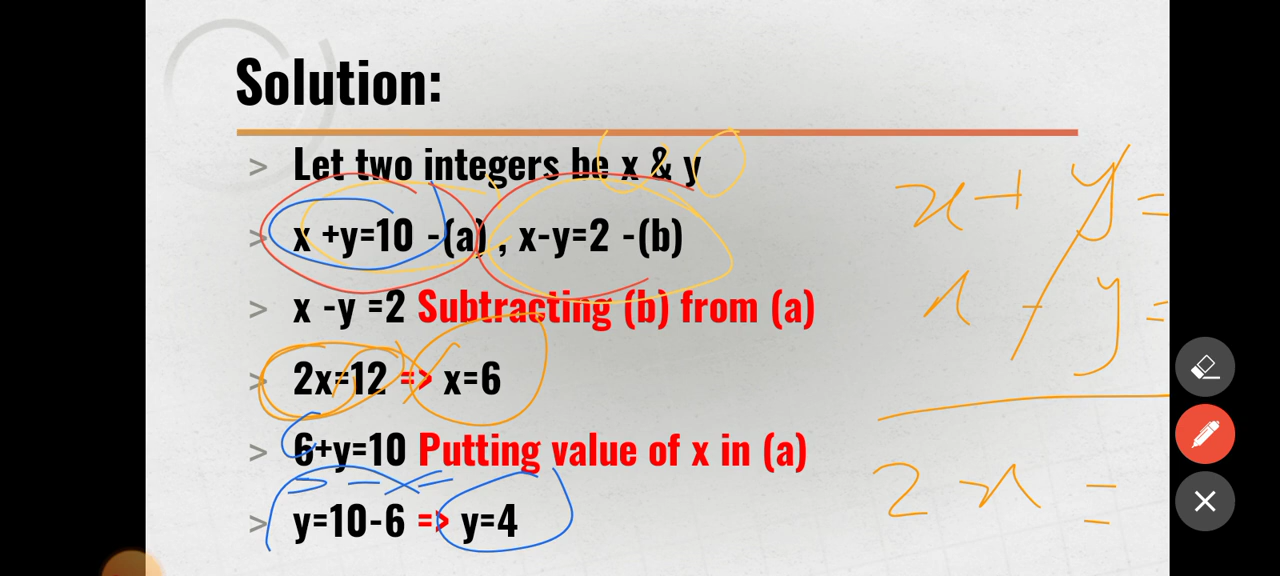 Solution:
> Let two integers be x & y
> x +y=10 -(a) , x-y=2 -(b)
> x -y =2 Subtracting (b) from (a)
> 2x=12 => x=6
> 6+y=10 Putting value of x in (a)
> y=10-6 => y=4
x + y =
x - y =
2x =